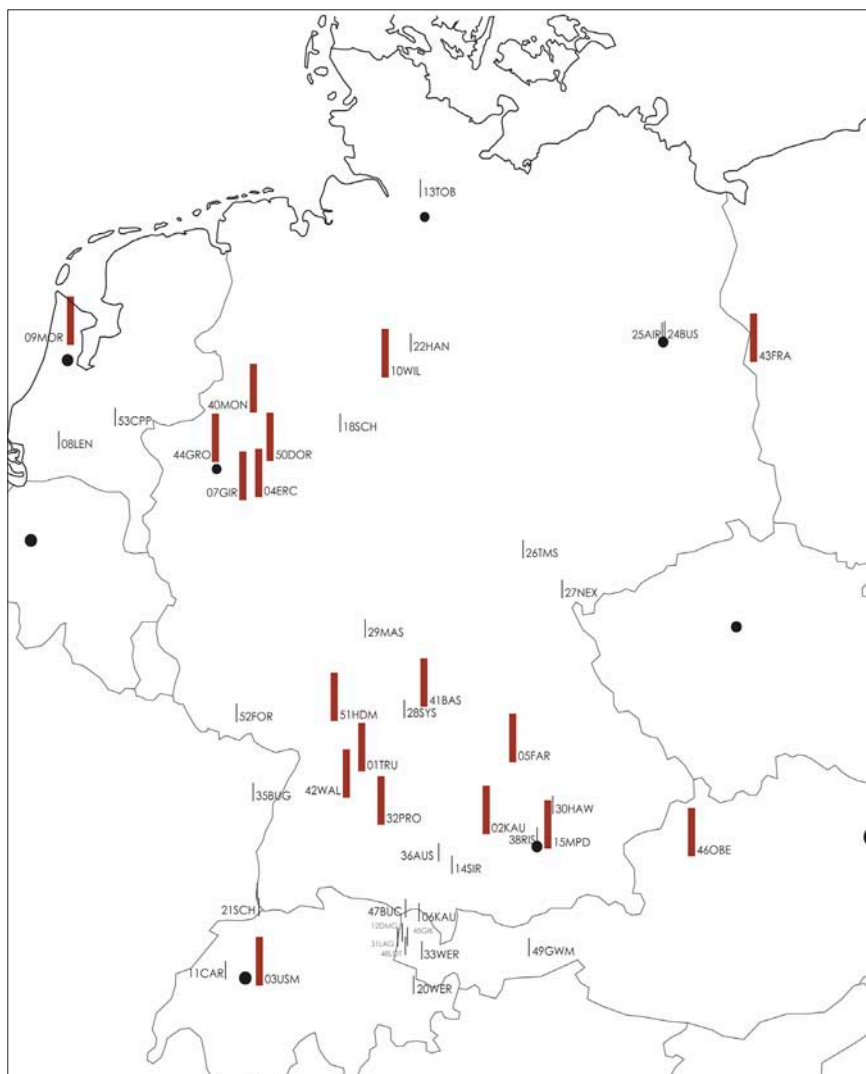 13TOB
09MOR
22HAN
25AIR
24BUS
10WIL
43FRA
40MON
53CPP
18SCH
08LEN
44GRO
50DOR
07GIR
04ERC
26TMS
27NEX
29MAS
41BAS
28SYS
52FOR
51HDM
05FAR
01TRU
42WAL
35BUG
32PRO
30HAW
02KAU
38RIS
15MPD
46OBE
36AUS
14SIR
21SCH
47BUC
06KAU
12DMG
31LAG
33WER
49GWM
11CAR
03USM
20WER